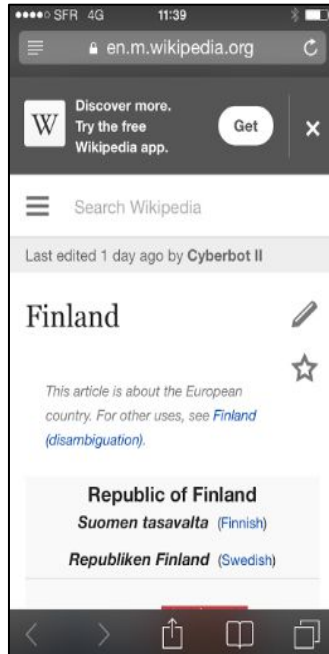 SFR 4G 11:39
en.m.wikipedia.org
W
Discover more.
Try the free
Wikipedia app.
Get
Search Wikipedia
Last edited 1 day ago by Cyberbot II
Finland
This article is about the European
country. For other uses, see Finland
(disambiguation).
Republic of Finland
Suomen tasavalta (Finnish)
Republiken Finland (Swedish)